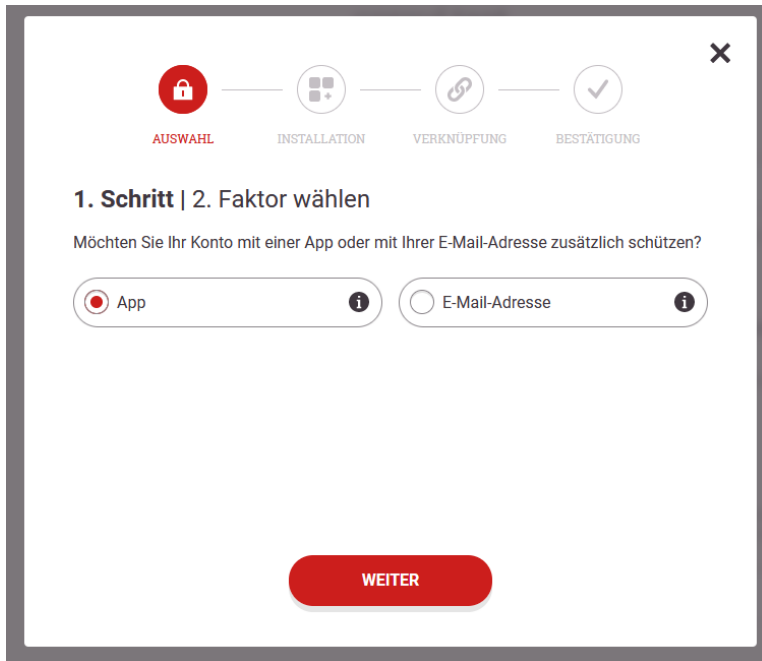 AUSWAHL INSTALLATION VERKNÜPFUNG BESTÄTIGUNG
1. Schritt | 2. Faktor wählen
Möchten Sie Ihr Konto mit einer App oder mit Ihrer E-Mail-Adresse zusätzlich schützen?
App E-Mail-Adresse
WEITER